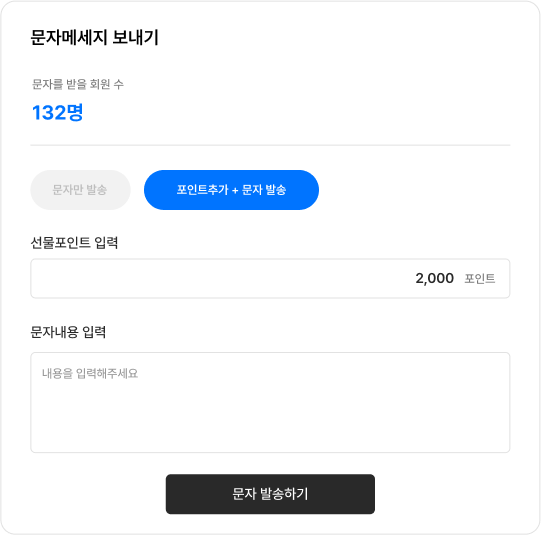 문자메세지 보내기
문자를 받을 회원 수
132명
문자만 발송
포인트추가 + 문자 발송
선물포인트 입력
2,000 포인트
문자내용 입력
내용을 입력해주세요
문자 발송하기